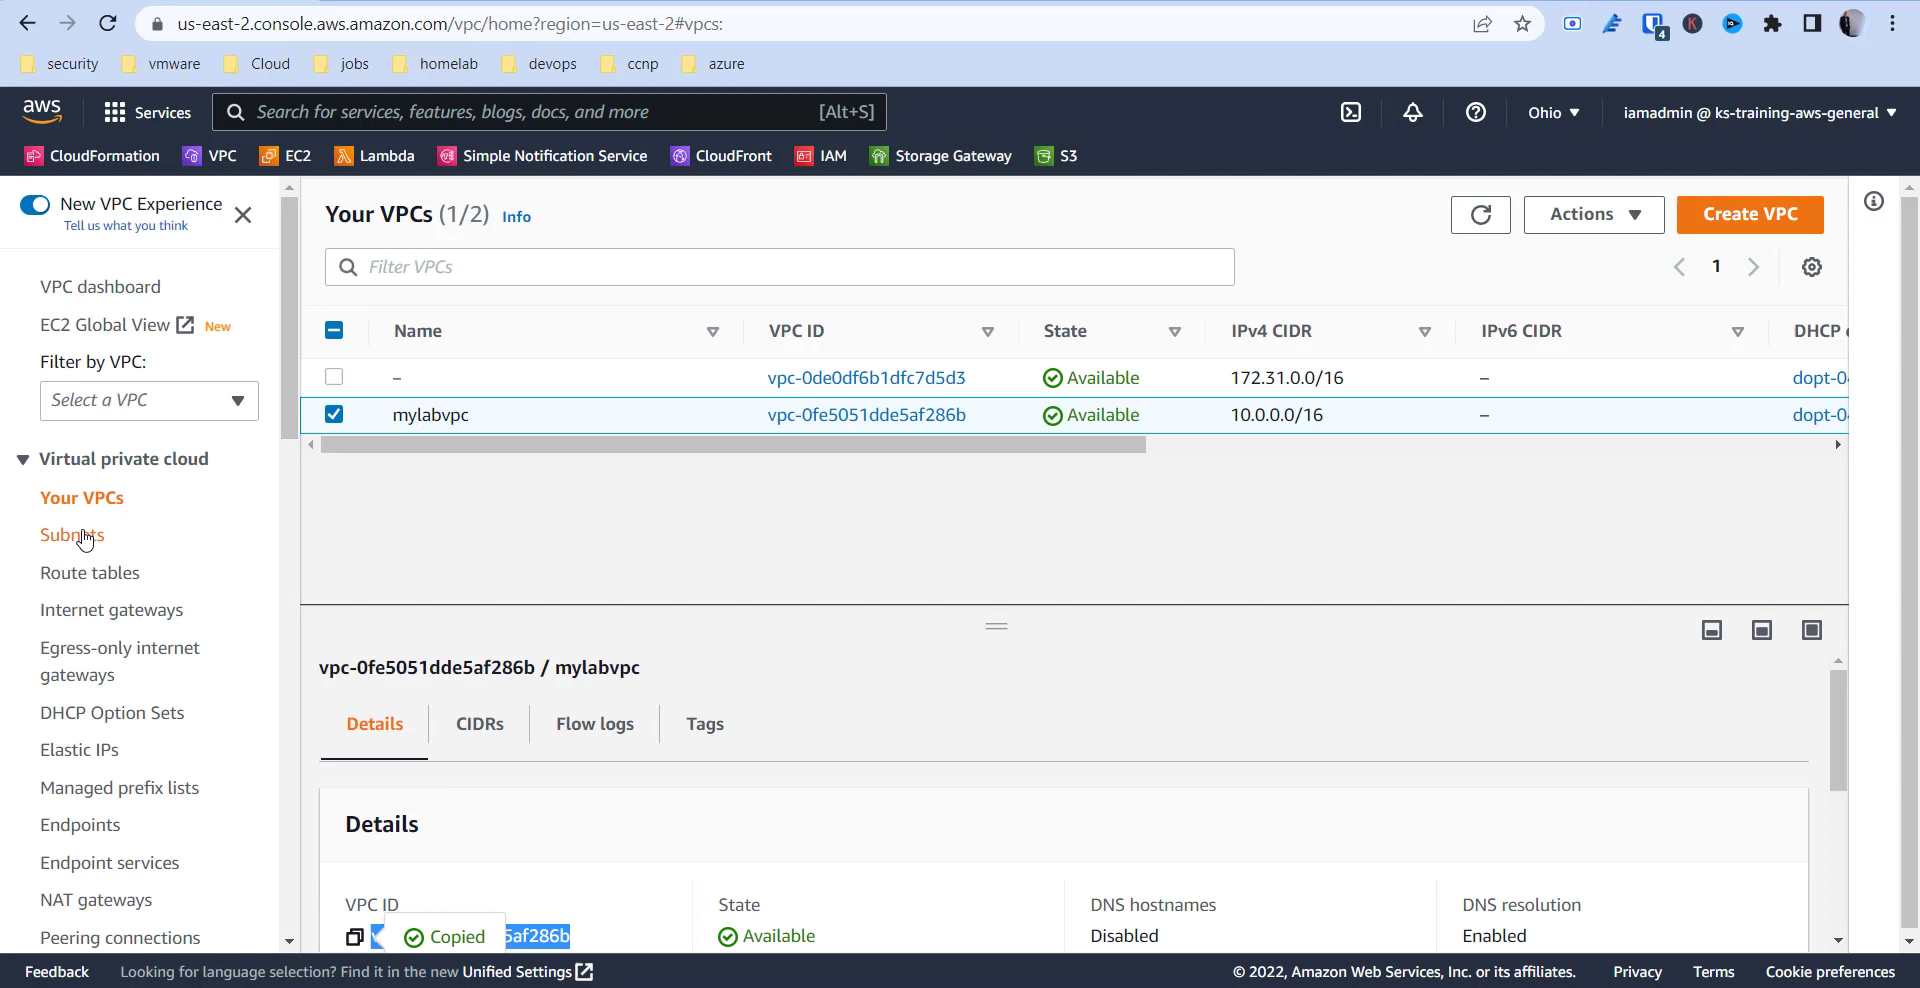 us-east-2.console.aws.amazon.com/vpc/home?region=us-east-2#vpcs:
4
security vmware Cloud jobs homelab devops ccnp azure
aws Services Search for services, features, blogs, docs, and more [Alt+S] Ohio iamadmin @ ks-training-aws-general
CloudFormation VPC EC2 Lambda Simple Notification Service CloudFront IAM Storage Gateway S3
New VPC Experience
Tell us what you think
VPC dashboard
EC2 Global View New
Filter by VPC:
Select a VPC
Virtual private cloud
Your VPCs
Subnets
Route tables
Internet gateways
Egress-only internet
gateways
DHCP Option Sets
Elastic IPs
Managed prefix lists
Endpoints
Endpoint services
NAT gateways
Peering connections
Your VPCs (1/2) Info
Actions Create VPC
Filter VPCs
1
Name VPC ID State IPv4 CIDR IPv6 CIDR DHCP
– vpc-0de0df6b1dfc7d5d3 Available 172.31.0.0/16 – dopt-0
mylabvpc vpc-0fe5051dde5af286b Available 10.0.0.0/16 – dopt-0
vpc-0fe5051dde5af286b / mylabvpc
Details CIDRs Flow logs Tags
Details
VPC ID State DNS hostnames DNS resolution
Copied 5af286b Available Disabled Enabled
Feedback Looking for language selection? Find it in the new Unified Settings © 2022, Amazon Web Services, Inc. or its affiliates. Privacy Terms Cookie preferences